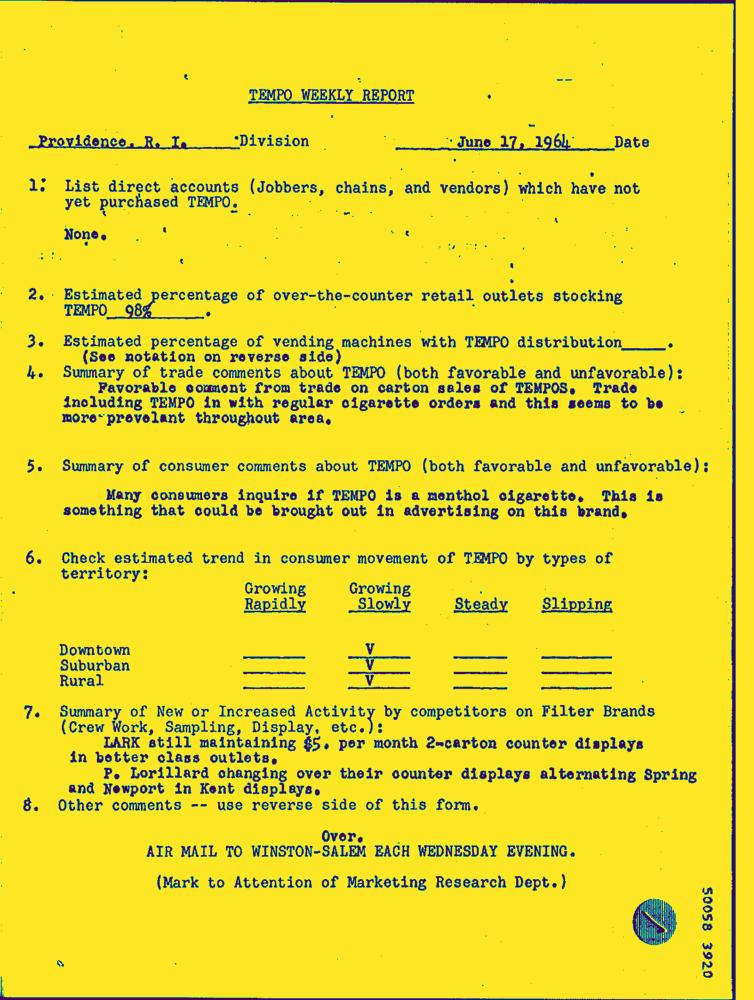 TEMPO WEEKLY REPORT
Providence, R. I. Division June 17, 1964 Date
1. List direct accounts (Jobbers, chains, and vendors) which have not
yet purchased TEMPO.
None.
2. Estimated percentage of over-the-counter retail outlets stocking
TEMPO 98% .
3. Estimated percentage of vending machines with TEMPO distribution_____.
(See notation on reverse side)
4. Summary of trade comments about TEMPO (both favorable and unfavorable):
Favorable comment from trade on carton sales of TEMPOS. Trade
including TEMPO in with regular cigarette orders and this seems to be
more prevelant throughout area.
5. Summary of consumer comments about TEMPO (both favorable and unfavorable):
Many consumers inquire if TEMPO is a menthol cigarette. This is
something that could be brought out in advertising on this brand.
6. Check estimated trend in consumer movement of TEMPO by types of
territory:
Growing Growing
Rapidly Slowly Steady Slipping
Downtown V
Suburban V
Rural V
7. Summary of New or Increased Activity by competitors on Filter Brands
(Crew Work, Sampling, Display, etc.):
LARK still maintaining $5. per month 2-carton counter displays
in better class outlets.
P. Lorillard changing over their counter displays alternating Spring
and Newport in Kent displays.
8. Other comments -- use reverse side of this form.
Over.
AIR MAIL TO WINSTON-SALEM EACH WEDNESDAY EVENING.
(Mark to Attention of Marketing Research Dept.)
50058 3920